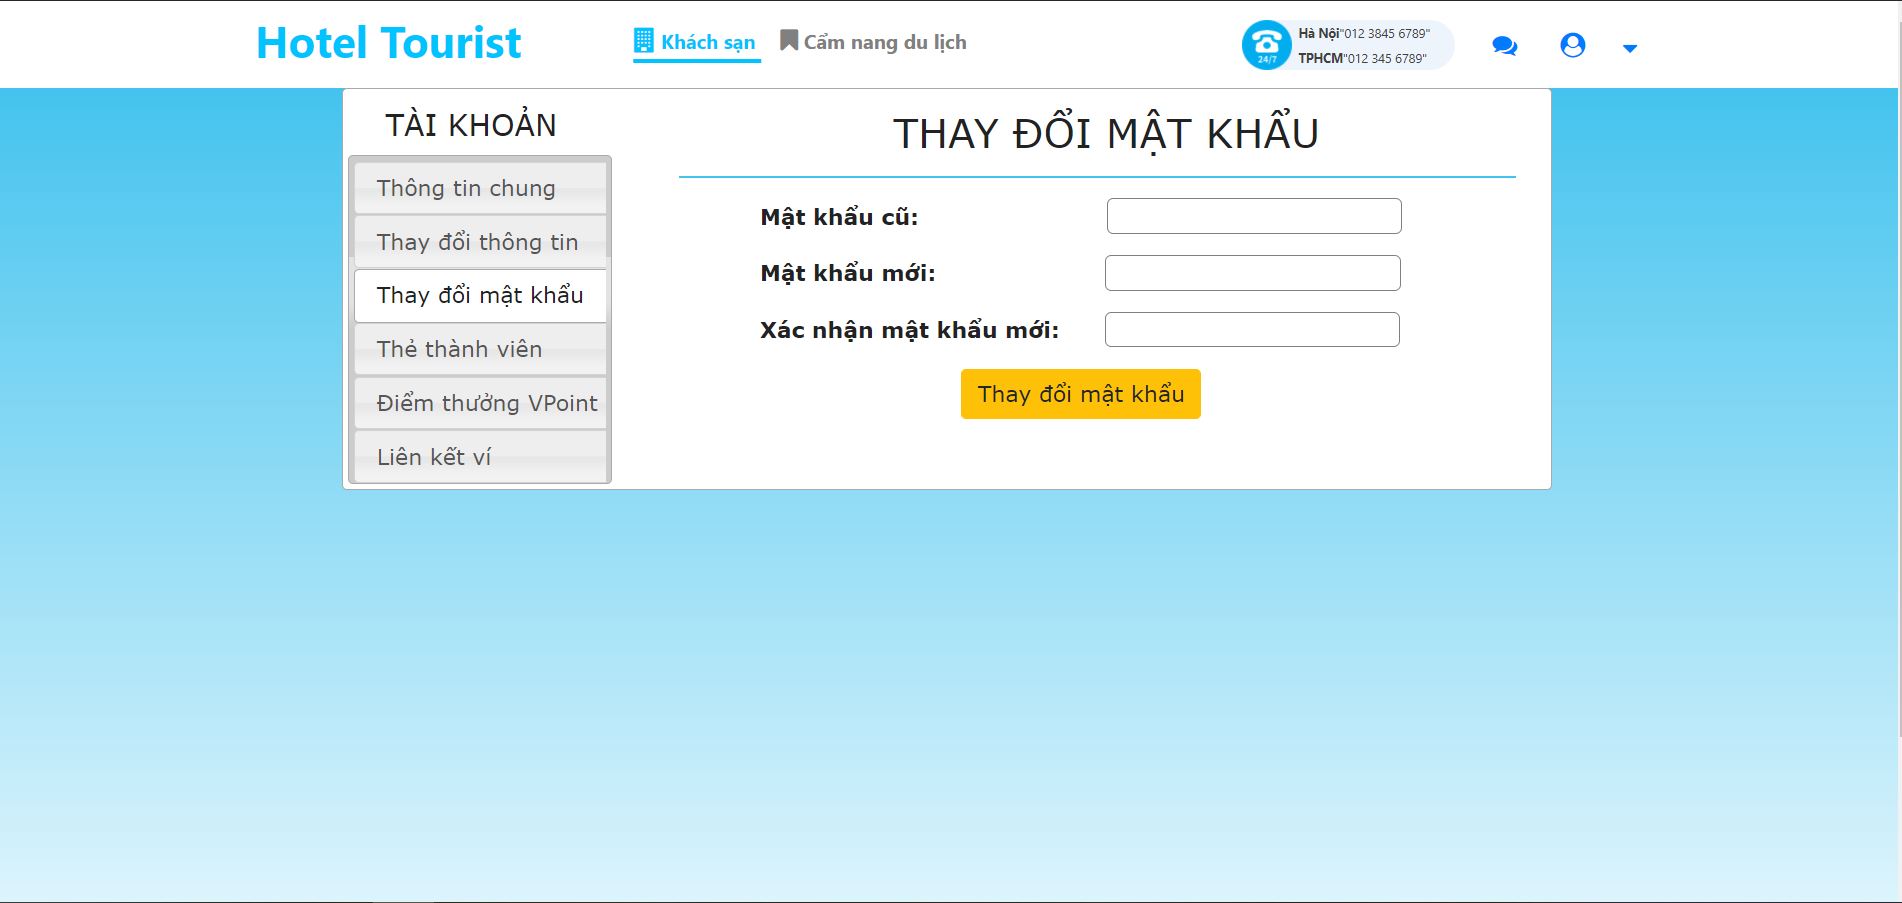 Hotel Tourist
Khách sạn
Cẩm nang du lịch
24/7
Hà Nội"012 3845 6789"
TPHCM"012 345 6789"
TÀI KHOẢN
Thông tin chung
Thay đổi thông tin
Thay đổi mật khẩu
Thẻ thành viên
Điểm thưởng VPoint
Liên kết ví
THAY ĐỔI MẬT KHẨU
Mật khẩu cũ:
Mật khẩu mới:
Xác nhận mật khẩu mới:
Thay đổi mật khẩu